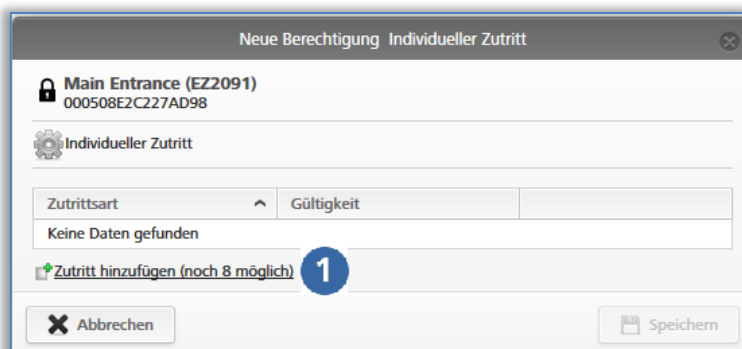 Neue Berechtigung Individueller Zutritt
Main Entrance (EZ2091)
000508E2C227AD98
Individueller Zutritt
Zutrittsart Gültigkeit
Keine Daten gefunden
Zutritt hinzufügen (noch 8 möglich) 1
Abbrechen Speichern